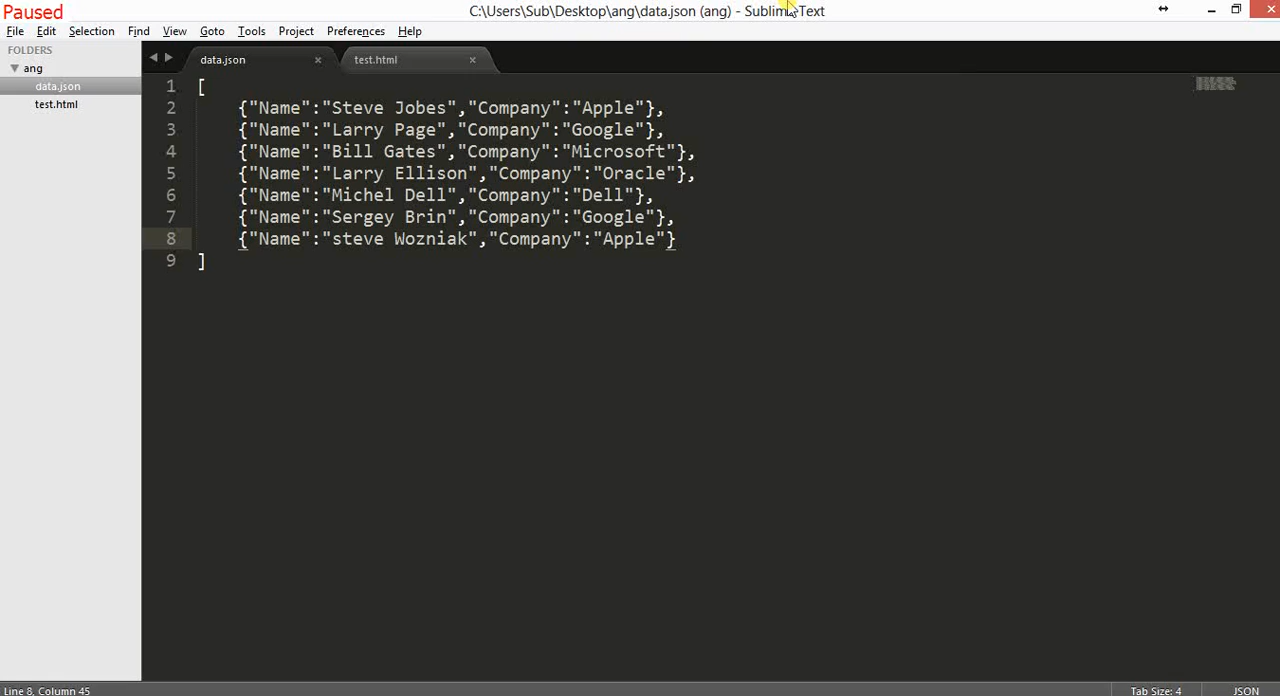 Paused
C:\Users\Sub\Desktop\ang\data.json (ang) - Sublime Text
File Edit Selection Find View Goto Tools Project Preferences Help
FOLDERS
ang
data.json
test.html
data.json × test.html ×
1 [
2 {"Name":"Steve Jobes","Company":"Apple"},
3 {"Name":"Larry Page","Company":"Google"},
4 {"Name":"Bill Gates","Company":"Microsoft"},
5 {"Name":"Larry Ellison","Company":"Oracle"},
6 {"Name":"Michel Dell","Company":"Dell"},
7 {"Name":"Sergey Brin","Company":"Google"},
8 {"Name":"steve Wozniak","Company":"Apple"}
9 ]
Line 8, Column 45 Tab Size: 4 JSON